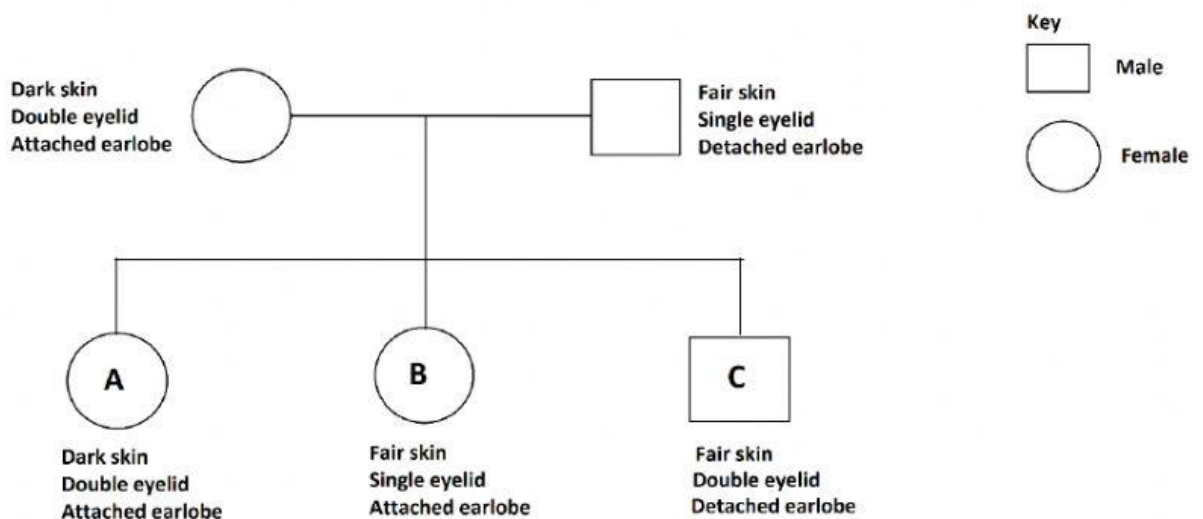 Key
Male
Female
Dark skin
Double eyelid
Attached earlobe
Fair skin
Single eyelid
Detached earlobe
A
B
C
Dark skin
Double eyelid
Attached earlobe
Fair skin
Single eyelid
Attached earlobe
Fair skin
Double eyelid
Detached earlobe